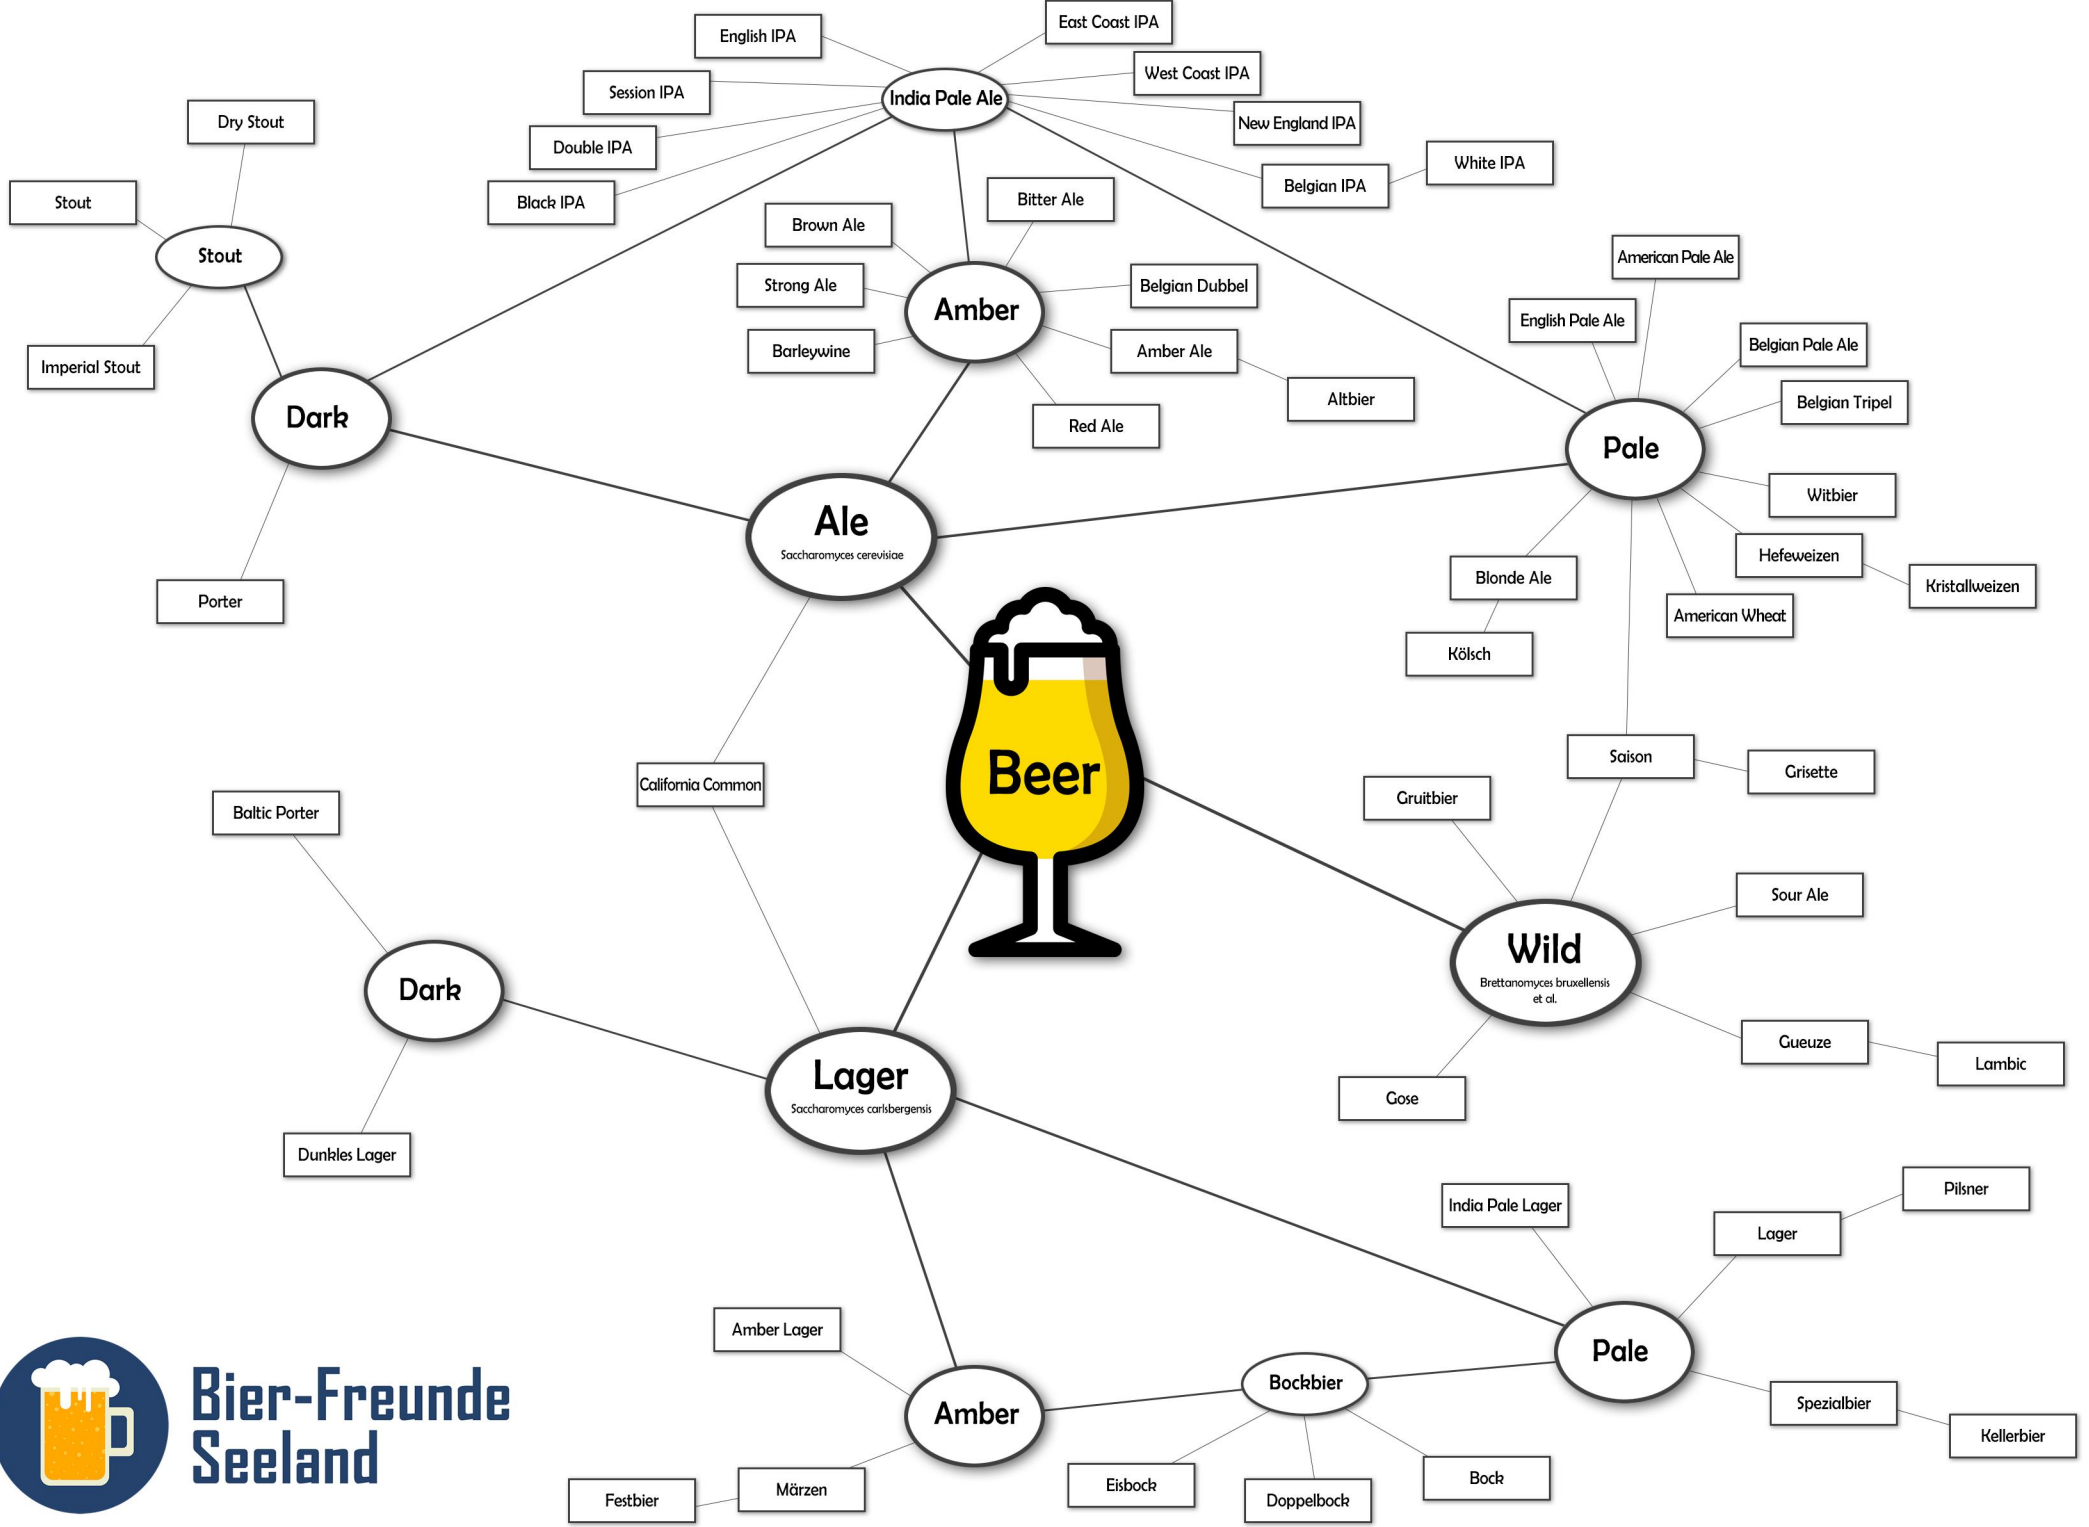 East Coast IPA
English IPA
West Coast IPA
Session IPA
India Pale Ale
New England IPA
Dry Stout
Double IPA
White IPA
Belgian IPA
Stout
Black IPA
Bitter Ale
Brown Ale
Stout
American Pale Ale
Strong Ale
Belgian Dubbel
Amber
English Pale Ale
Imperial Stout
Barleywine
Amber Ale
Belgian Pale Ale
Altbier
Belgian Tripel
Dark
Red Ale
Pale
Witbier
Ale
Saccharomyces cerevisiae
Hefeweizen
Blonde Ale
Kristallweizen
Porter
American Wheat
Kölsch
Saison
Grisette
California Common
Beer
Gruitbier
Baltic Porter
Sour Ale
Wild
Brettanomyces bruxellensis
et al.
Dark
Gueuze
Lambic
Lager
Saccharomyces carlsbergensis
Gose
Dunkles Lager
Pilsner
India Pale Lager
Lager
Amber Lager
Pale
Bockbier
Spezialbier
Amber
Kellerbier
Bier-Freunde
Seeland
Eisbock
Bock
Märzen
Festbier
Doppelbock